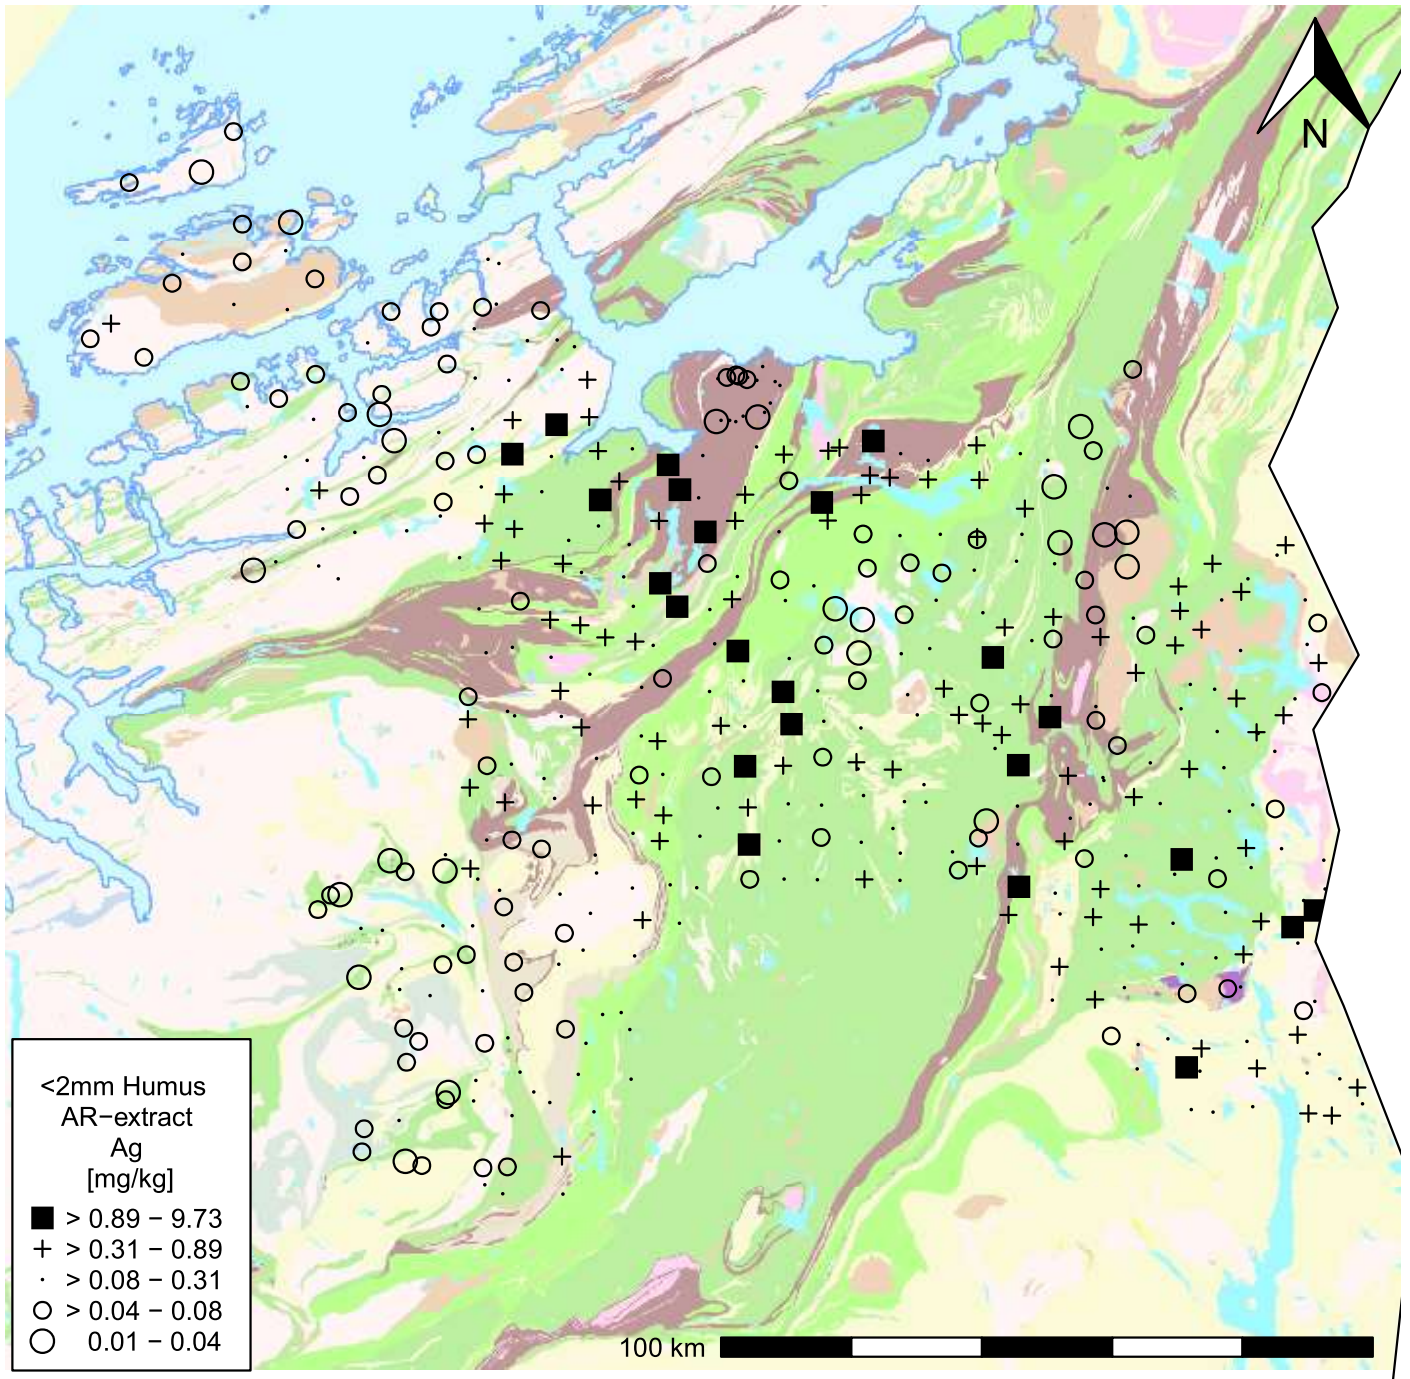 N
<2mm Humus
AR−extract
Ag
[mg/kg]
> 0.89 − 9.73
> 0.31 − 0.89
> 0.08 − 0.31
> 0.04 − 0.08
0.01 − 0.04
100 km